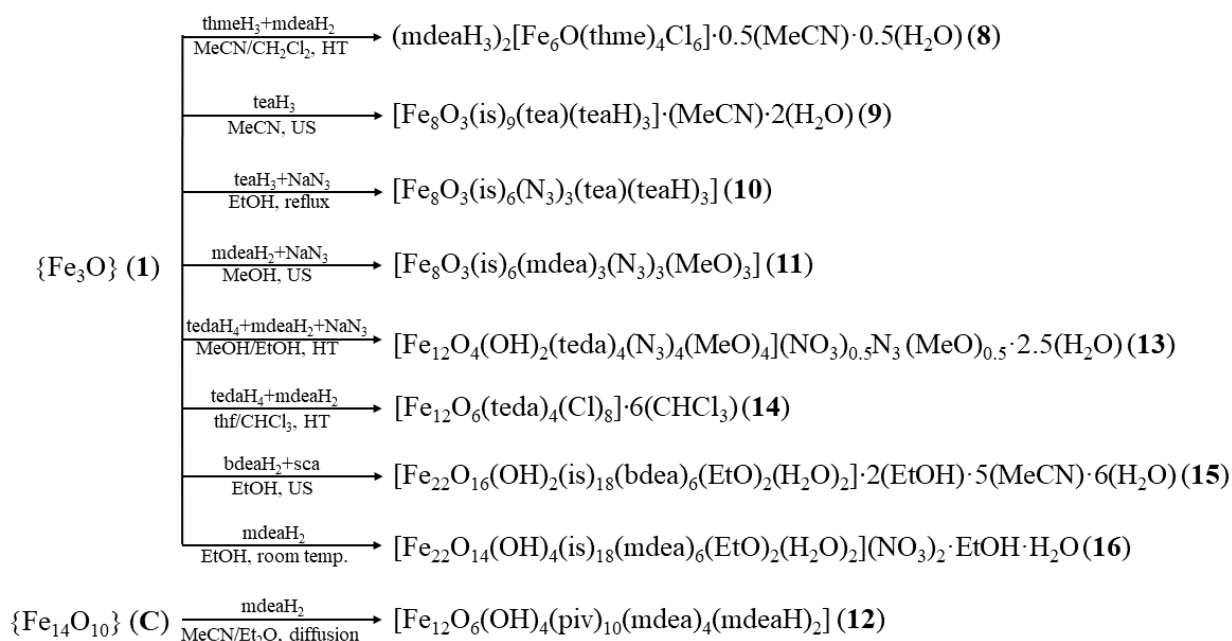 thmeH₃+mdeaH₂
MeCN/CH₂Cl₂, HT
(mdeaH₃)₂[Fe₆O(thme)₄Cl₆]·0.5(MeCN)·0.5(H₂O) (8)
teaH₃
MeCN, US
[Fe₈O₃(is)₉(tea)(teaH)₃]·(MeCN)·2(H₂O) (9)
teaH₃+NaN₃
EtOH, reflux
[Fe₈O₃(is)₆(N₃)₃(tea)(teaH)₃] (10)
{Fe₃O} (1)
mdeaH₂+NaN₃
MeOH, US
[Fe₈O₃(is)₆(mdea)₃(N₃)₃(MeO)₃] (11)
tedaH₄+mdeaH₂+NaN₃
MeOH/EtOH, HT
[Fe₁₂O₄(OH)₂(teda)₄(N₃)₄(MeO)₄](NO₃)₀.₅N₃(MeO)₀.₅·2.5(H₂O) (13)
tedaH₄+mdeaH₂
thf/CHCl₃, HT
[Fe₁₂O₆(teda)₄(Cl)₈]·6(CHCl₃) (14)
bdeaH₂+sca
EtOH, US
[Fe₂₂O₁₆(OH)₂(is)₁₈(bdea)₆(EtO)₂(H₂O)₂]·2(EtOH)·5(MeCN)·6(H₂O) (15)
mdeaH₂
EtOH, room temp.
[Fe₂₂O₁₄(OH)₄(is)₁₈(mdea)₆(EtO)₂(H₂O)₂](NO₃)₂·EtOH·H₂O (16)
{Fe₁₄O₁₀} (C)
mdeaH₂
MeCN/Et₂O, diffusion
[Fe₁₂O₆(OH)₄(piv)₁₀(mdea)₄(mdeaH)₂] (12)